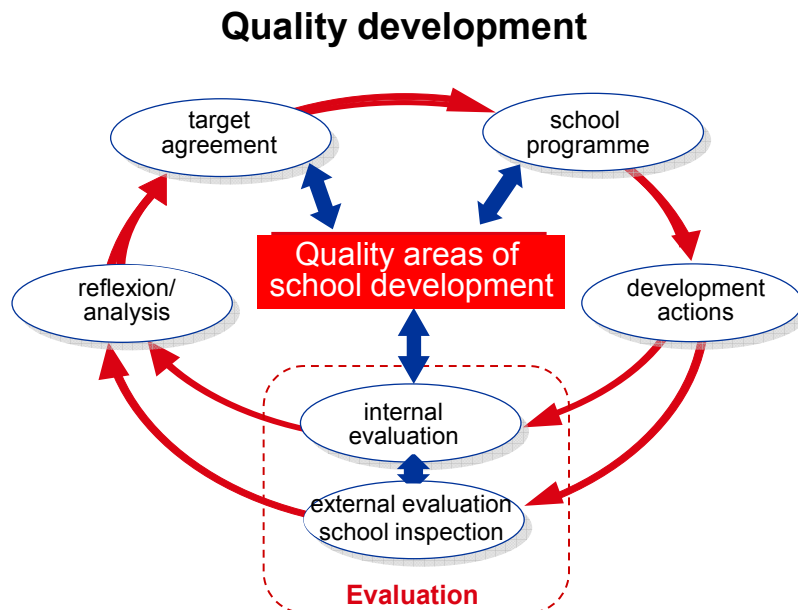 Quality development
target
agreement
school
programme
Quality areas of
school development
reflexion/
analysis
development
actions
internal
evaluation
external evaluation
school inspection
Evaluation